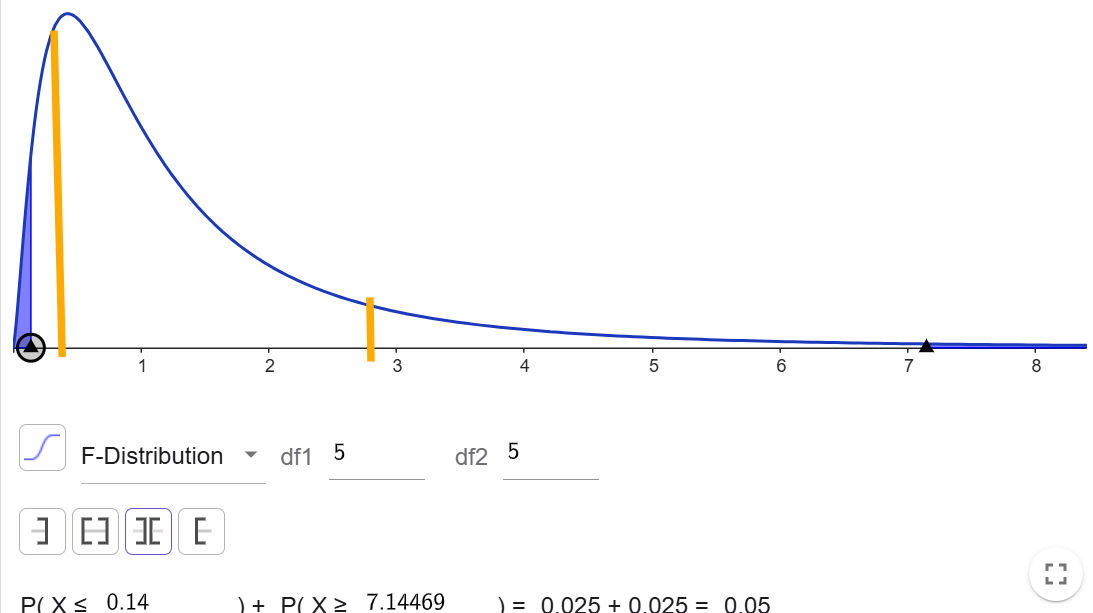 1 2 3 4 5 6 7 8
F-Distribution df1 5 df2 5
P( X ≤ 0.14 ) + P( X ≥ 7.14469 ) = 0.025 + 0.025 = 0.05